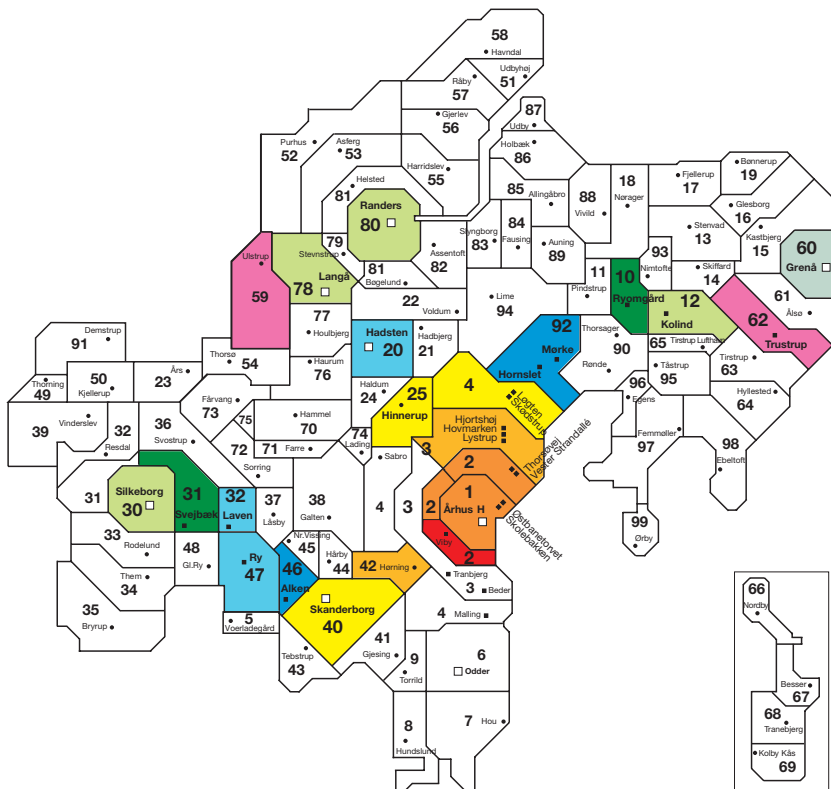 58
Havndal
Råby
57
Udbyhøj
51
Gjerlev
56
87
Udby
Purhus
52
Asferg
53
Harridslev
55
Holbæk
86
Bønnerup
19
Fjellerup
17
18
Nørager
Helsted
81
Randers
80
85
Allingåbro
88
Vivild
Glesborg
16
Stenvad
13
Kastbjerg
15
60
Grenå
Ulstrup
59
79
Stevnstrup
Langå
78
81
Bøgelund
Assentoft
82
Slyngborg
83
84
Fausing
Auning
89
93
Nimtofte
Skiffard
14
11
Pindstrup
10
Ryomgård
12
Kolind
61
Ålsø
22
Voldum
Lime
94
77
Houlbjerg
Hadsten
20
Hadbjerg
21
92
Mørke
Hornslet
Thorsager
90
Rønde
65
Tirstrup Lufthavn
62
Trustrup
Tirstrup
63
Tåstrup
95
Hyllested
64
Demstrup
91
Thorsø
54
Haurum
76
Haldum
24
25
Hinnerup
4
Løgten
Skødstrup
96
Egens
Femmøller
97
98
Ebeltoft
99
Ørby
Års
23
50
Kjellerup
Thorning
49
Vinderslev
39
32
Resdal
36
Svostrup
Fårvang
73
75
72
Sorring
Hammel
70
71
Farre
74
Lading
Sabro
Hjortshøj
Hovmarken
Lystrup
3
2
Thorsøvej
Vester Strandallé
1
Århus H
Østbanetorvet
Skolebakken
2
Viby
2
3
4
31
Silkeborg
30
31
Svejbæk
32
Laven
37
Låsby
38
Galten
33
Rodelund
Them
34
35
Bryrup
48
Gl.Ry
Ry
47
Nr.Vissing
45
46
Alken
Hårby
44
42
Hørning
Tranbjerg
3
Beder
4
Malling
5
Voerladegård
Skanderborg
40
Tebstrup
43
41
Gjesing
9
Torrild
6
Odder
7
Hou
8
Hundslund
66
Nordby
Besser
67
68
Tranebjerg
Kolby Kås
69